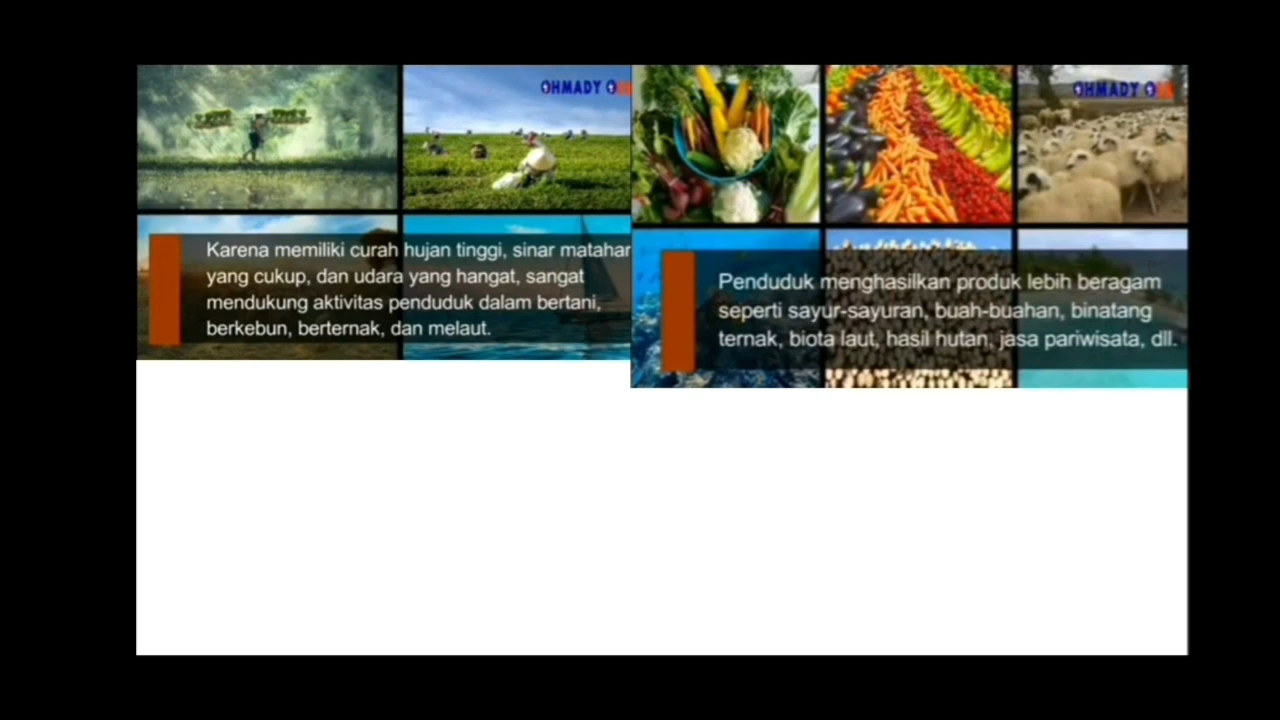 OHMADY O
Karena memiliki curah hujan tinggi, sinar matahar
yang cukup, dan udara yang hangat, sangat
mendukung aktivitas penduduk dalam bertani,
berkebun, berternak, dan melaut.
OHMADY
Penduduk menghasilkan produk lebih beragam
seperti sayur-sayuran, buah-buahan, binatang
ternak, biota laut, hasil hutan, jasa pariwisata, dll.